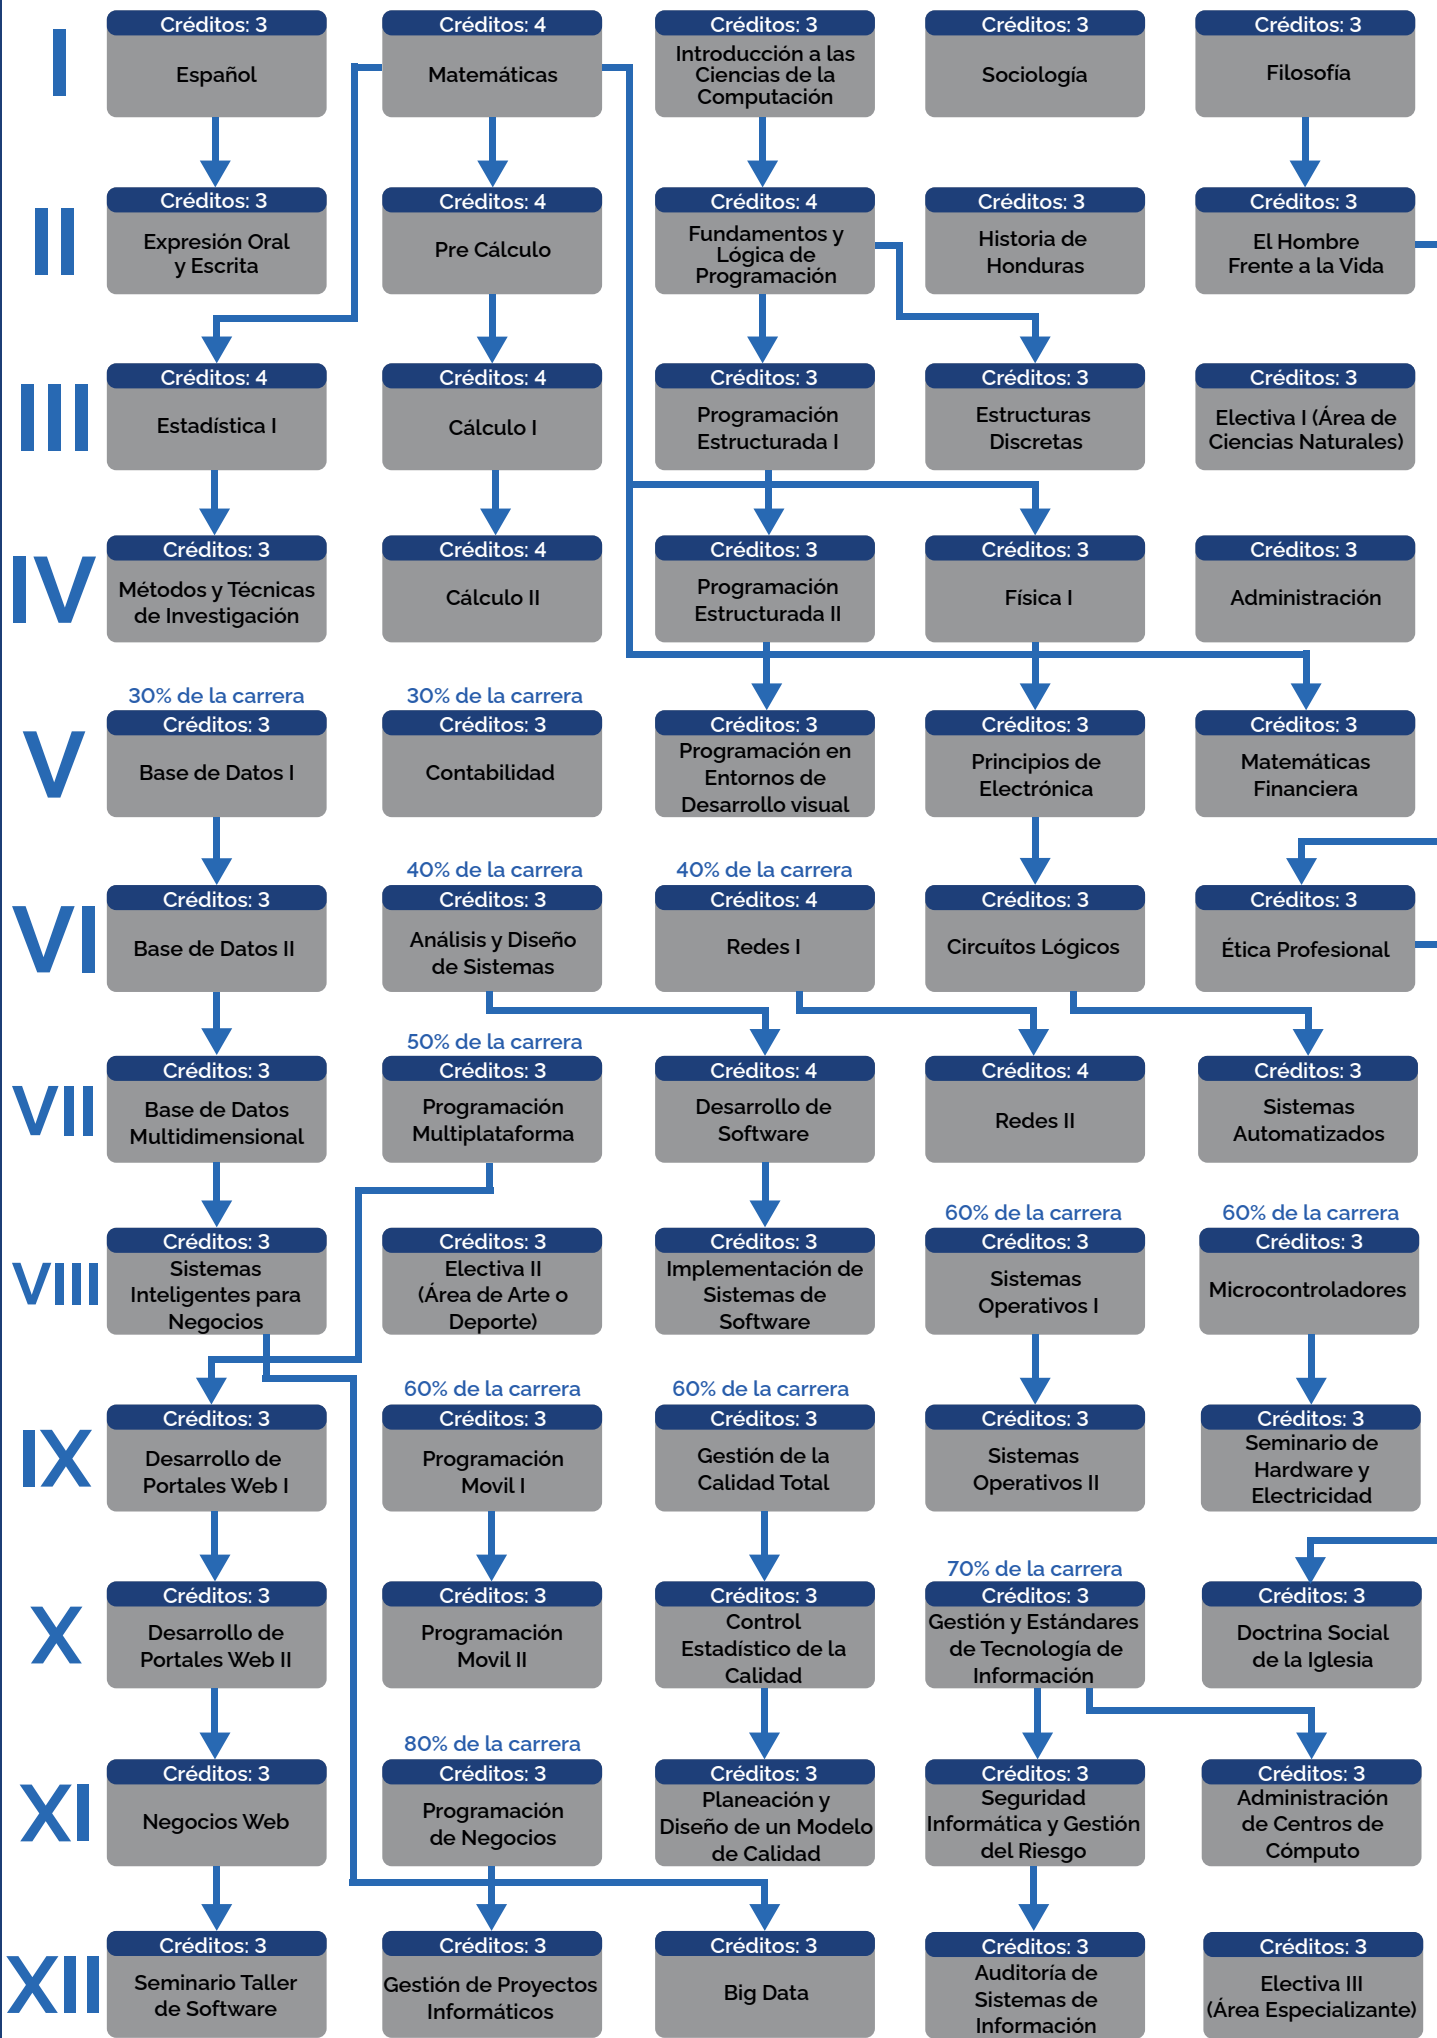 I
Créditos: 3
Español
Créditos: 4
Matemáticas
Créditos: 3
Introducción a las
Ciencias de la
Computación
Créditos: 3
Sociología
Créditos: 3
Filosofía
II
Créditos: 3
Expresión Oral
y Escrita
Créditos: 4
Pre Cálculo
Créditos: 4
Fundamentos y
Lógica de
Programación
Créditos: 3
Historia de
Honduras
Créditos: 3
El Hombre
Frente a la Vida
III
Créditos: 4
Estadística I
Créditos: 4
Cálculo I
Créditos: 3
Programación
Estructurada I
Créditos: 3
Estructuras
Discretas
Créditos: 3
Electiva I (Área de
Ciencias Naturales)
IV
Créditos: 3
Métodos y Técnicas
de Investigación
Créditos: 4
Cálculo II
Créditos: 3
Programación
Estructurada II
Créditos: 3
Física I
Créditos: 3
Administración
V
30% de la carrera
Créditos: 3
Base de Datos I
30% de la carrera
Créditos: 3
Contabilidad
Créditos: 3
Programación en
Entornos de
Desarrollo visual
Créditos: 3
Principios de
Electrónica
Créditos: 3
Matemáticas
Financiera
VI
Créditos: 3
Base de Datos II
40% de la carrera
Créditos: 3
Análisis y Diseño
de Sistemas
40% de la carrera
Créditos: 4
Redes I
Créditos: 3
Circuítos Lógicos
Créditos: 3
Ética Profesional
VII
Créditos: 3
Base de Datos
Multidimensional
50% de la carrera
Créditos: 3
Programación
Multiplataforma
Créditos: 4
Desarrollo de
Software
Créditos: 4
Redes II
Créditos: 3
Sistemas
Automatizados
VIII
Créditos: 3
Sistemas
Inteligentes para
Negocios
Créditos: 3
Electiva II
(Área de Arte o
Deporte)
Créditos: 3
Implementación de
Sistemas de
Software
60% de la carrera
Créditos: 3
Sistemas
Operativos I
60% de la carrera
Créditos: 3
Microcontroladores
IX
Créditos: 3
Desarrollo de
Portales Web I
60% de la carrera
Créditos: 3
Programación
Movil I
60% de la carrera
Créditos: 3
Gestión de la
Calidad Total
Créditos: 3
Sistemas
Operativos II
Créditos: 3
Seminario de
Hardware y
Electricidad
X
Créditos: 3
Desarrollo de
Portales Web II
Créditos: 3
Programación
Movil II
Créditos: 3
Control
Estadístico de la
Calidad
70% de la carrera
Créditos: 3
Gestión y Estándares
de Tecnología de
Información
Créditos: 3
Doctrina Social
de la Iglesia
XI
Créditos: 3
Negocios Web
80% de la carrera
Créditos: 3
Programación
de Negocios
Créditos: 3
Planeación y
Diseño de un Modelo
de Calidad
Créditos: 3
Seguridad
Informática y Gestión
del Riesgo
Créditos: 3
Administración
de Centros de
Cómputo
XII
Créditos: 3
Seminario Taller
de Software
Créditos: 3
Gestión de Proyectos
Informáticos
Créditos: 3
Big Data
Créditos: 3
Auditoría de
Sistemas de
Información
Créditos: 3
Electiva III
(Área Especializante)